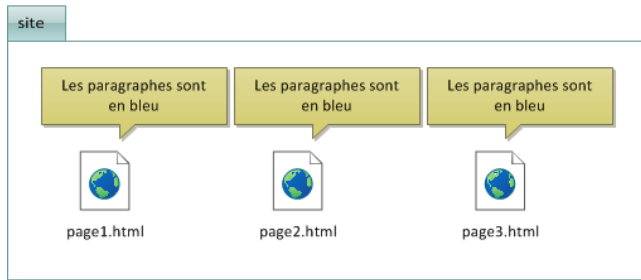 site
Les paragraphes sont
en bleu
Les paragraphes sont
en bleu
Les paragraphes sont
en bleu
page1.html
page2.html
page3.html